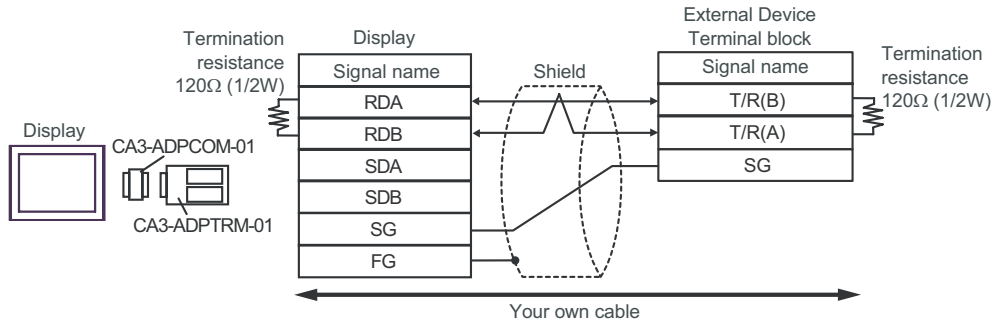 Display
CA3-ADPCOM-01
CA3-ADPTRM-01
Termination
resistance
120Ω (1/2W)
Display
Signal name
RDA
RDB
SDA
SDB
SG
FG
Shield
External Device
Terminal block
Signal name
T/R(B)
T/R(A)
SG
Termination
resistance
120Ω (1/2W)
Your own cable